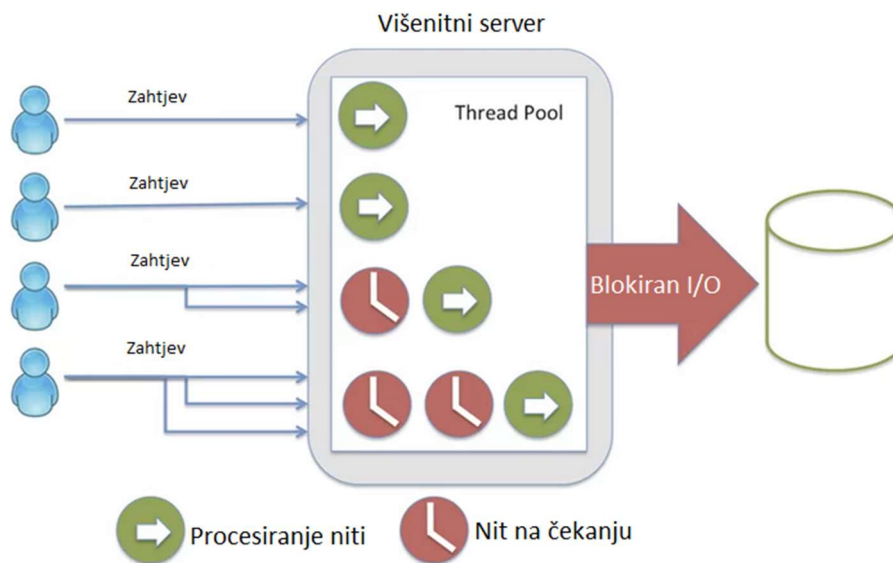 Višenitni server
Zahtjev
Thread Pool
Zahtjev
Zahtjev
Blokiran I/O
Zahtjev
Procesiranje niti
Nit na čekanju